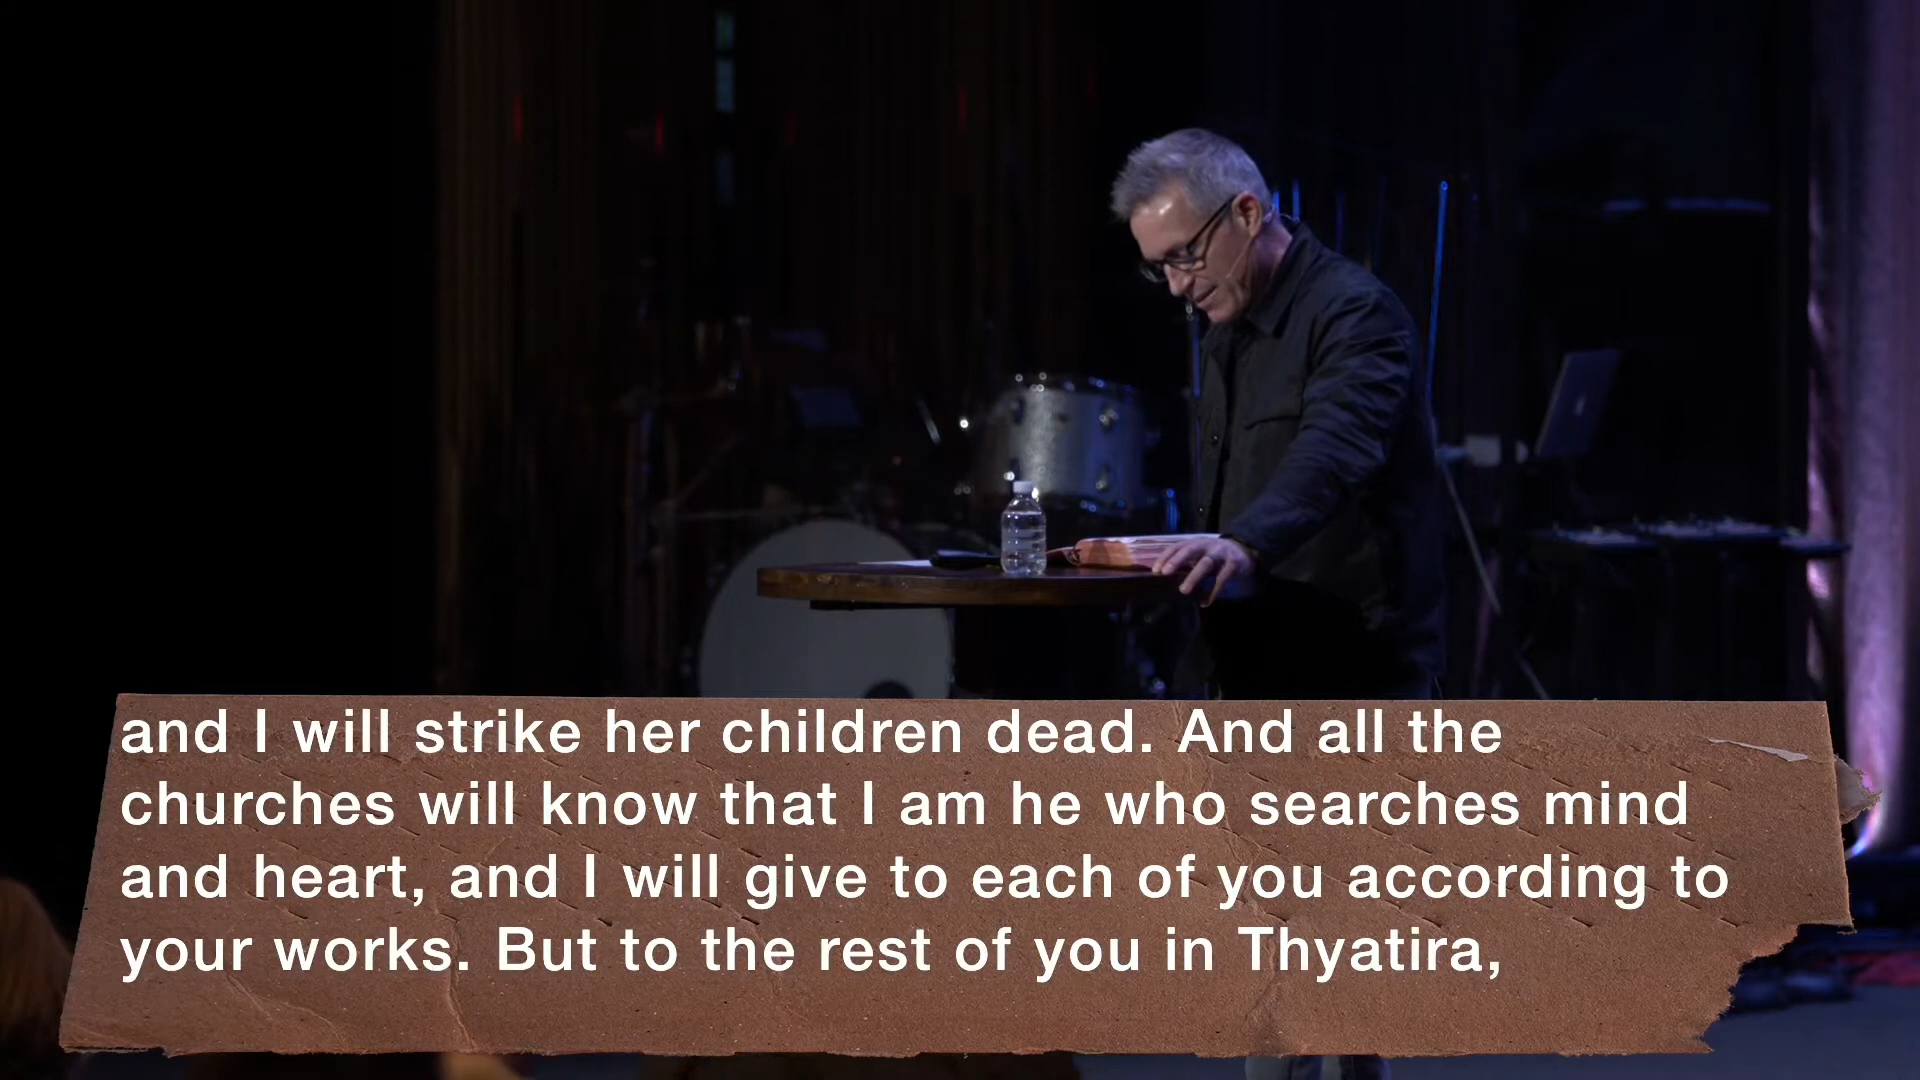 and I will strike her children dead. And all the
churches will know that I am he who searches mind
and heart, and I will give to each of you according to
your works. But to the rest of you in Thyatira,